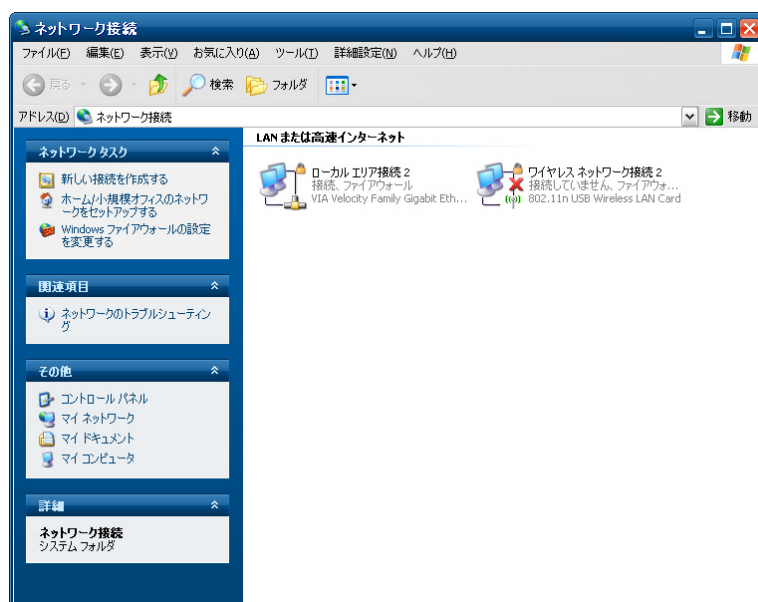 ネットワーク接続
ファイル(F) 編集(E) 表示(V) お気に入り(A) ツール(T) 詳細設定(N) ヘルプ(H)
戻る 検索 フォルダ
アドレス(D) ネットワーク接続 移動
ネットワーク タスク
新しい接続を作成する
ホーム/小規模オフィスのネットワ
ークをセットアップする
Windows ファイアウォールの設定
を変更する
関連項目
ネットワークのトラブルシューティン
グ
その他
コントロール パネル
マイ ネットワーク
マイ ドキュメント
マイ コンピュータ
詳細
ネットワーク接続
システム フォルダ
LAN または高速インターネット
ローカル エリア接続 2
接続、ファイアウォール
VIA Velocity Family Gigabit Eth...
ワイヤレス ネットワーク接続 2
接続していません、ファイアウォ...
802.11n USB Wireless LAN Card